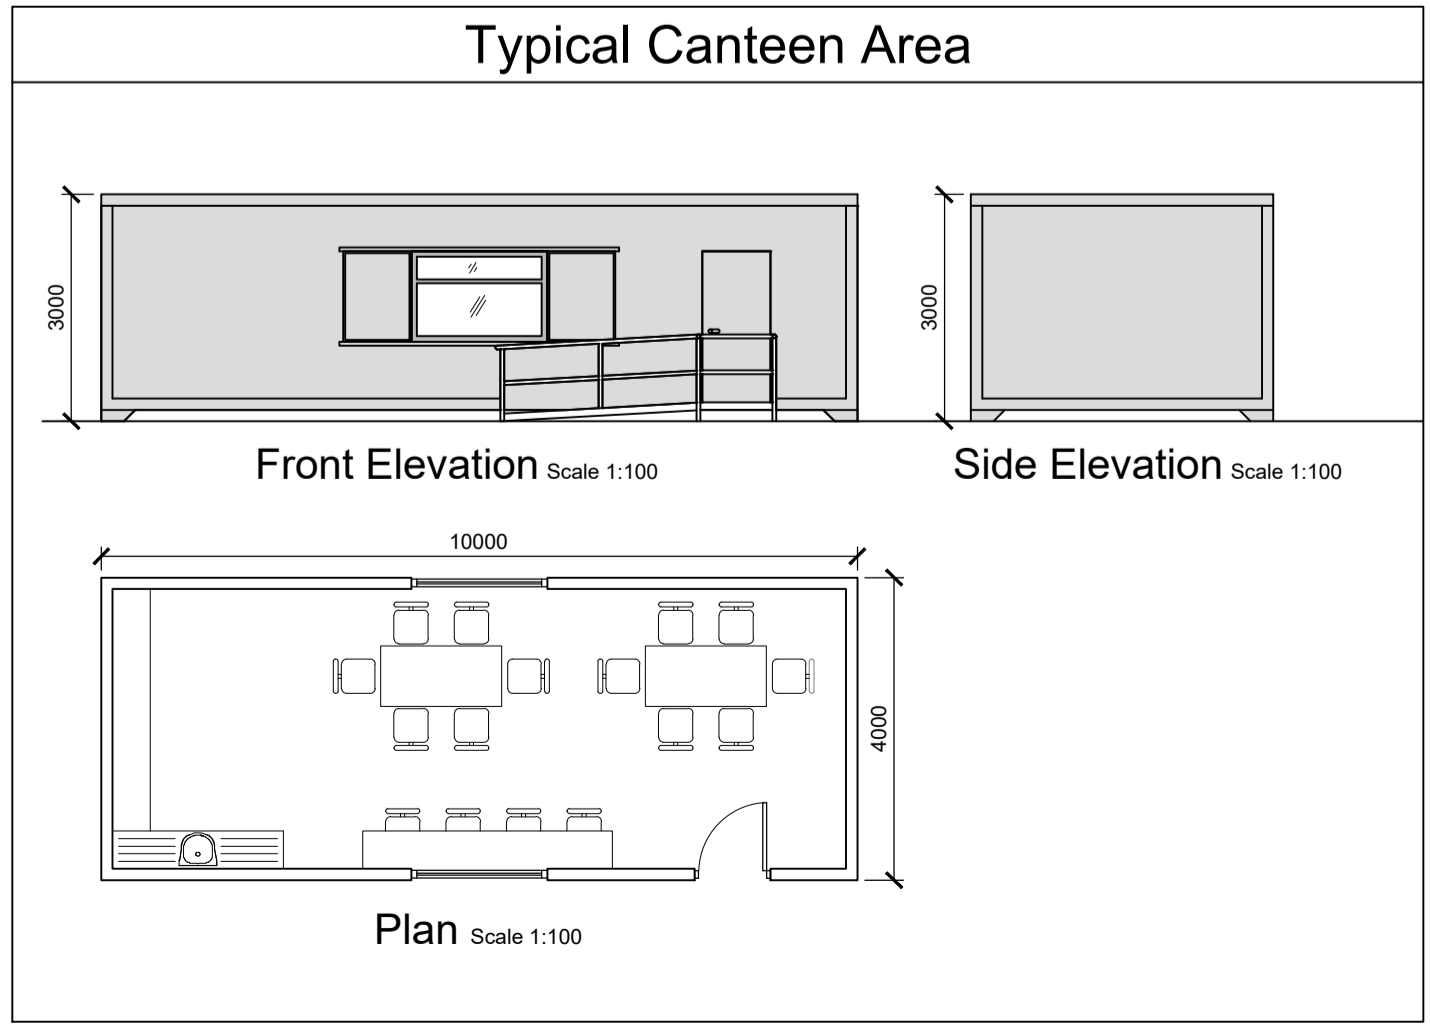 Typical Canteen Area
3000
3000
Front Elevation Scale 1:100
Side Elevation Scale 1:100
10000
4000
Plan Scale 1:100